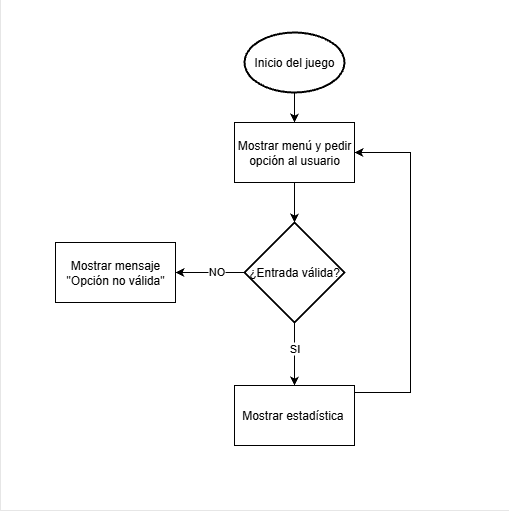 Inicio del juego
Mostrar menú y pedir
opción al usuario
¿Entrada válida?
NO
Mostrar mensaje
"Opción no válida"
SI
Mostrar estadística